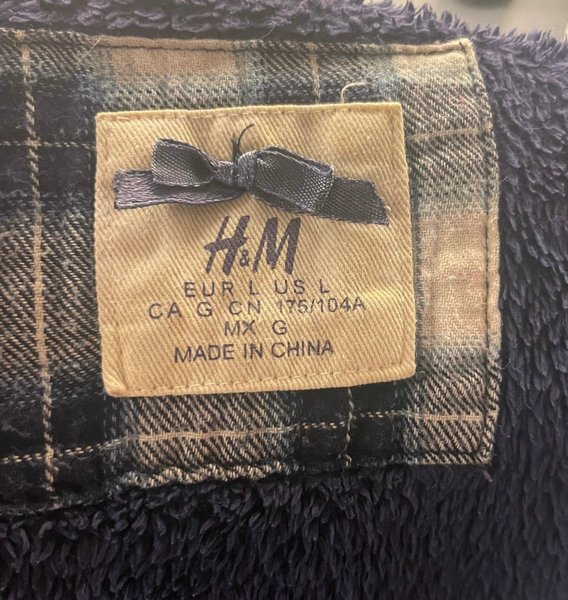 H&M
EUR L US L
CA G CN 175/104A
MX G
MADE IN CHINA